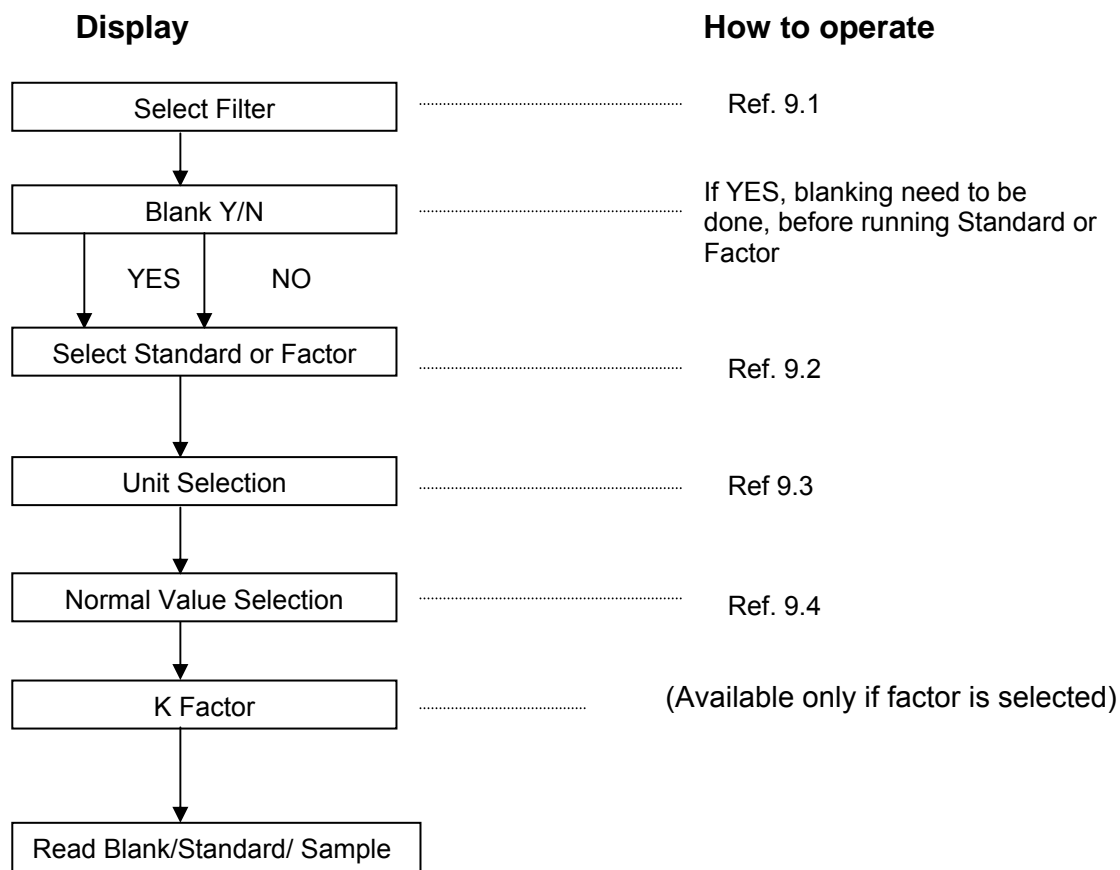 Display How to operate
Select Filter Ref. 9.1
Blank Y/N
If YES, blanking need to be
done, before running Standard or
Factor
YES NO
Select Standard or Factor Ref. 9.2
Unit Selection Ref 9.3
Normal Value Selection Ref. 9.4
K Factor (Available only if factor is selected)
Read Blank/Standard/ Sample